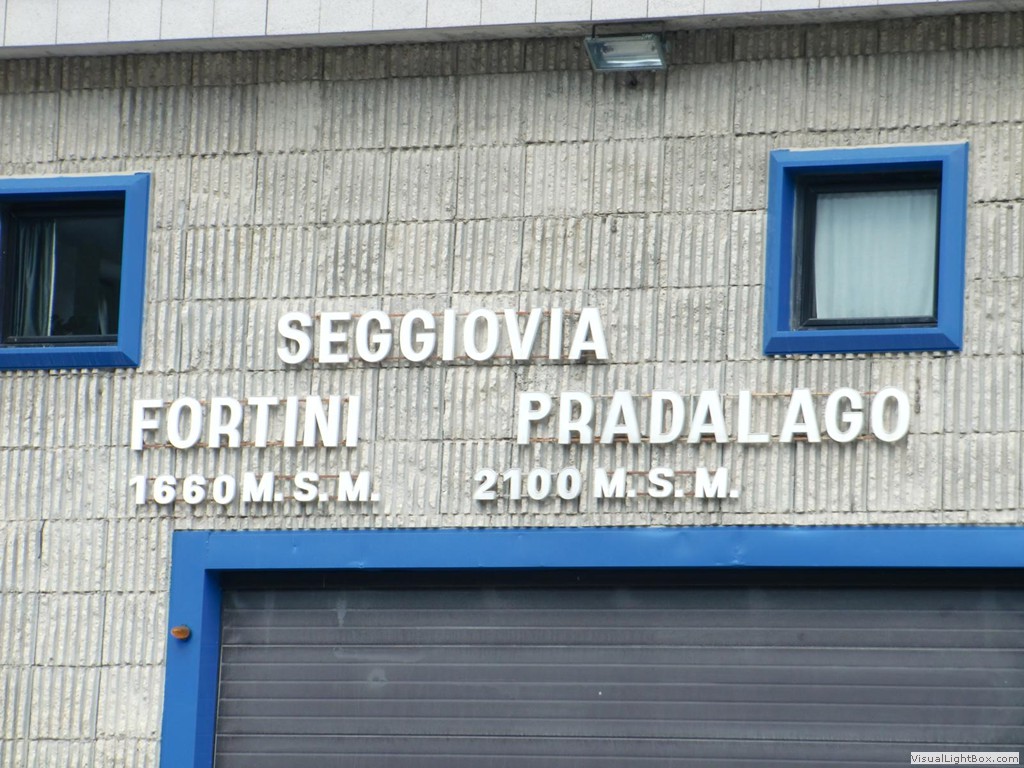 SEGGIOVIA
FORTINI PRADALAGO
1660 M.S.M. 2100 M.S.M.
VisualLightBox.com